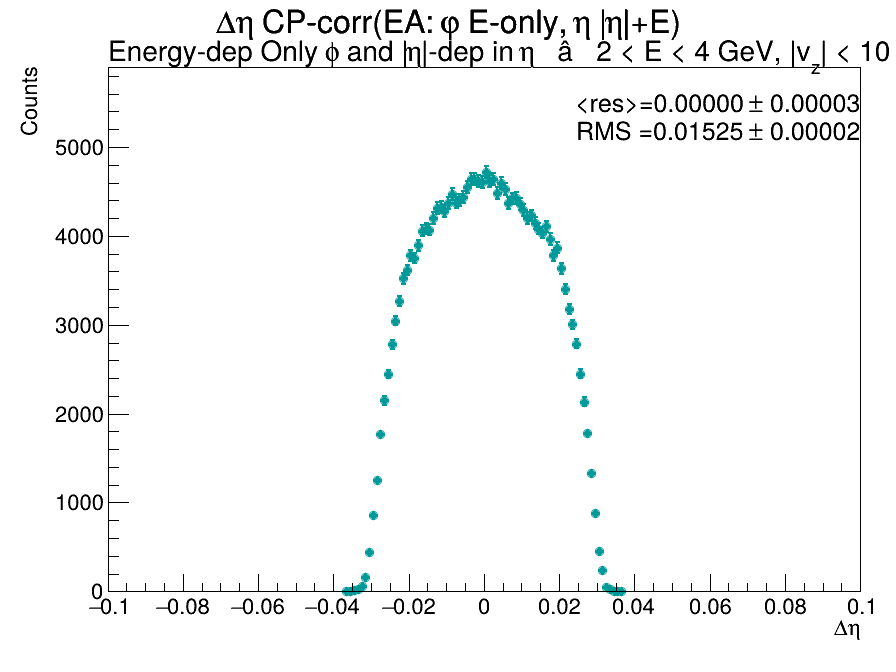 Δη CP-corr(EA: φ E-only, η |η|+E)
Energy-dep Only ϕ and |η|-dep in η â 2 < E < 4 GeV, |v_z| < 10
Counts
<res>=0.00000 ± 0.00003
RMS =0.01525 ± 0.00002
5000
4000
3000
2000
1000
0
−0.1 −0.08 −0.06 −0.04 −0.02 0 0.02 0.04 0.06 0.08 0.1
Δη